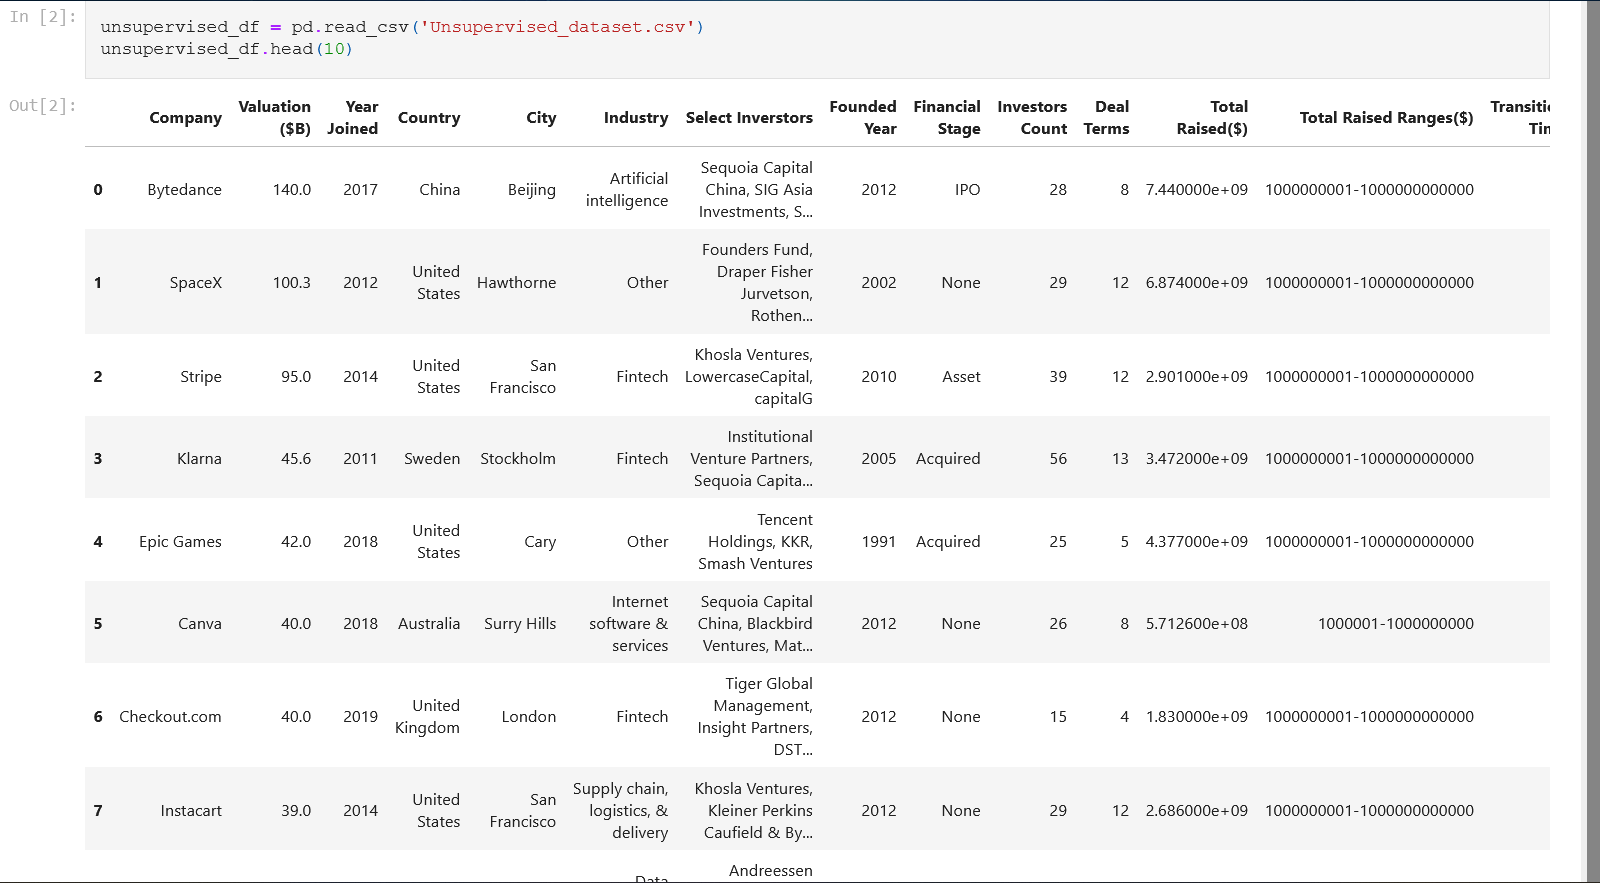 In [2]:
unsupervised_df = pd.read_csv('Unsupervised_dataset.csv')
unsupervised_df.head(10)
Out[2]:
Company Valuation ($B) Year Joined Country City Industry Select Inverstors Founded Year Financial Stage Investors Count Deal Terms Total Raised($) Total Raised Ranges($)
0 Bytedance 140.0 2017 China Beijing Artificial intelligence Sequoia Capital China, SIG Asia Investments, S... 2012 IPO 28 8 7.440000e+09 1000000001-1000000000000
1 SpaceX 100.3 2012 United States Hawthorne Other Founders Fund, Draper Fisher Jurvetson, Rothen... 2002 None 29 12 6.874000e+09 1000000001-1000000000000
2 Stripe 95.0 2014 United States San Francisco Fintech Khosla Ventures, LowercaseCapital, capitalG 2010 Asset 39 12 2.901000e+09 1000000001-1000000000000
3 Klarna 45.6 2011 Sweden Stockholm Fintech Institutional Venture Partners, Sequoia Capita... 2005 Acquired 56 13 3.472000e+09 1000000001-1000000000000
4 Epic Games 42.0 2018 United States Cary Other Tencent Holdings, KKR, Smash Ventures 1991 Acquired 25 5 4.377000e+09 1000000001-1000000000000
5 Canva 40.0 2018 Australia Surry Hills Internet software & services Sequoia Capital China, Blackbird Ventures, Mat... 2012 None 26 8 5.712600e+08 1000001-1000000000
6 Checkout.com 40.0 2019 United Kingdom London Fintech Tiger Global Management, Insight Partners, DST... 2012 None 15 4 1.830000e+09 1000000001-1000000000000
7 Instacart 39.0 2014 United States San Francisco Supply chain, logistics, & delivery Khosla Ventures, Kleiner Perkins Caufield & By... 2012 None 29 12 2.686000e+09 1000000001-1000000000000
Andreessen